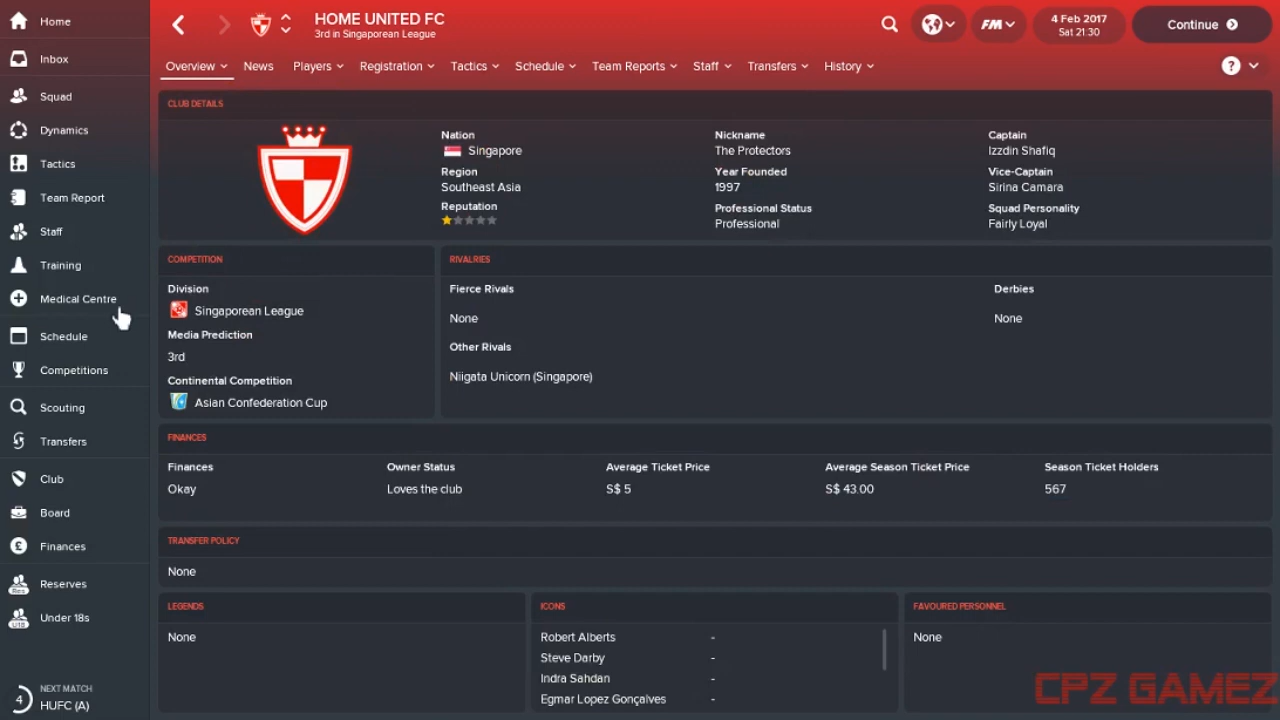 Home
Inbox
Squad
Dynamics
Tactics
Team Report
Staff
Training
Medical Centre
Schedule
Competitions
Scouting
Transfers
Club
Board
Finances
Reserves
Under 18s
4
NEXT MATCH
HUFC (A)
HOME UNITED FC
3rd in Singaporean League
FM
4 Feb 2017
Sat 21:30
Continue
Overview News Players Registration Tactics Schedule Team Reports Staff Transfers History
?
CLUB DETAILS
Nation
Singapore
Region
Southeast Asia
Reputation
Nickname
The Protectors
Year Founded
1997
Professional Status
Professional
Captain
Izzdin Shafiq
Vice-Captain
Sirina Camara
Squad Personality
Fairly Loyal
COMPETITION
Division
Singaporean League
Media Prediction
3rd
Continental Competition
Asian Confederation Cup
RIVALRIES
Fierce Rivals
None
Other Rivals
Niigata Unicorn (Singapore)
Derbies
None
FINANCES
Finances Owner Status Average Ticket Price Average Season Ticket Price Season Ticket Holders
Okay Loves the club S$ 5 S$ 43.00 567
TRANSFER POLICY
None
LEGENDS
None
ICONS
Robert Alberts -
Steve Darby -
Indra Sahdan -
Egmar Lopez Gonçalves -
FAVOURED PERSONNEL
None
CPZ GAMEZ